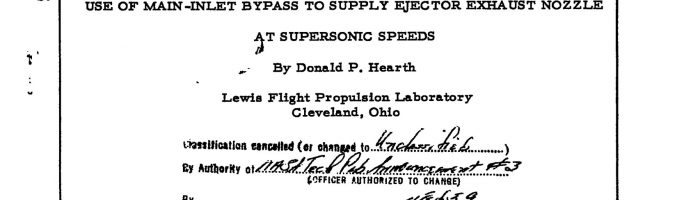 USE OF MAIN-INLET BYPASS TO SUPPLY EJECTOR EXHAUST NOZZLE
AT SUPERSONIC SPEEDS
By Donald P. Hearth
Lewis Flight Propulsion Laboratory
Cleveland, Ohio
Classification cancelled (or changed to Unclassified)
By Authority of NASA Tech Pub Announcement #3
(OFFICER AUTHORIZED TO CHANGE)
By